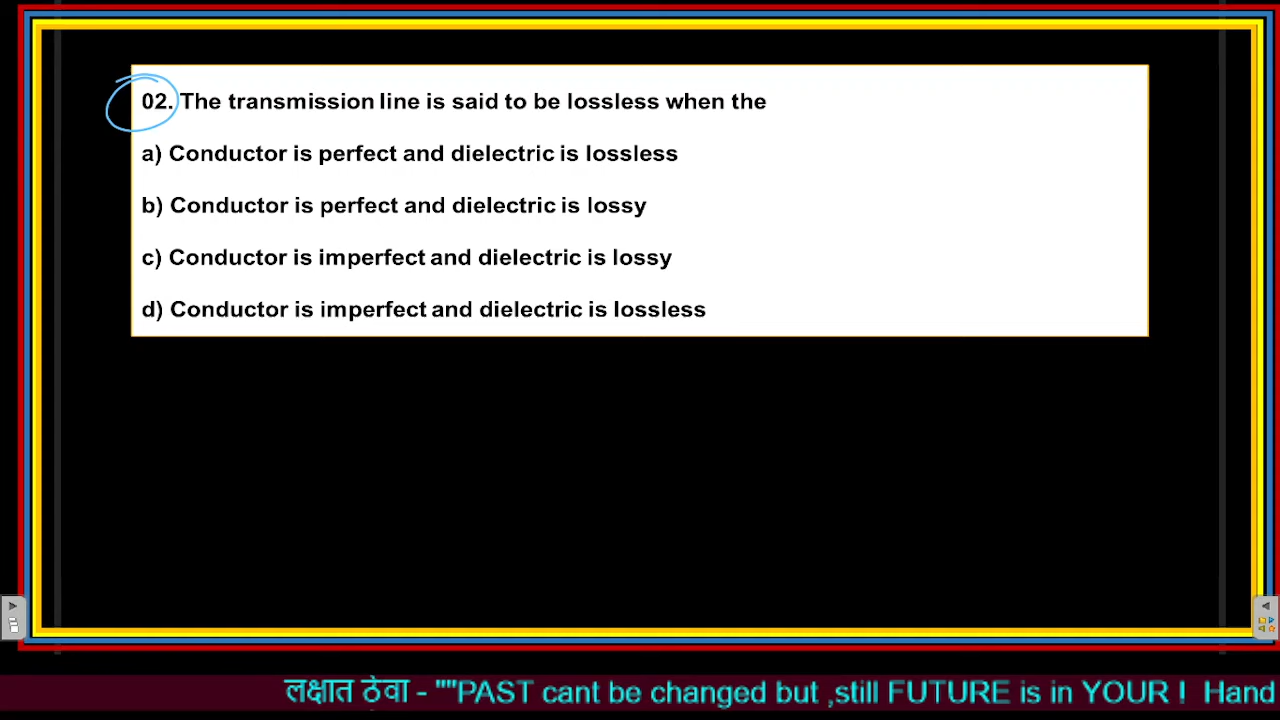 02. The transmission line is said to be lossless when the
a) Conductor is perfect and dielectric is lossless
b) Conductor is perfect and dielectric is lossy
c) Conductor is imperfect and dielectric is lossy
d) Conductor is imperfect and dielectric is lossless
लक्षात ठेवा - ""PAST cant be changed but ,still FUTURE is in YOUR ! Hand